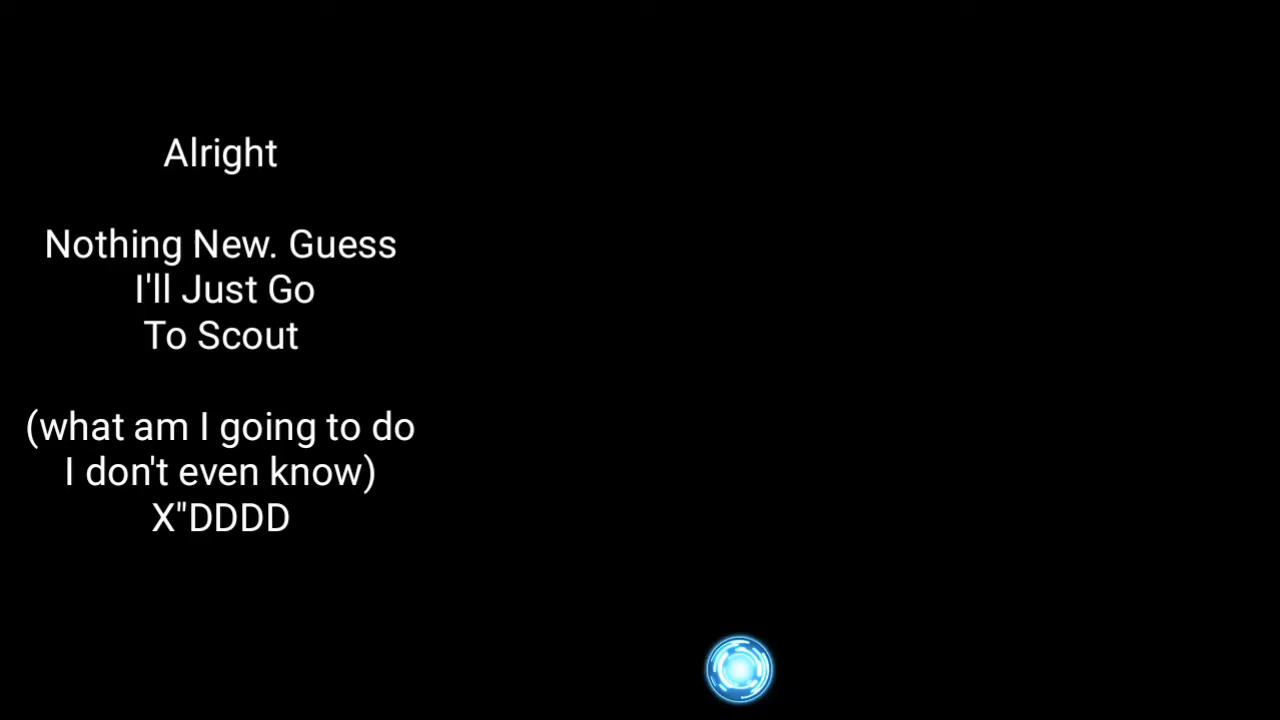 Alright
Nothing New. Guess
I'll Just Go
To Scout
(what am I going to do
I don't even know)
X"DDDD